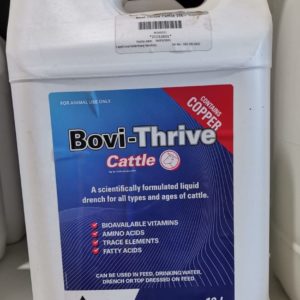 FOR ANIMAL USE ONLY
CONTAINS
COPPER
Bovi-Thrive
Cattle
A scientifically formulated liquid
drench for all types and ages of cattle.
BIOAVAILABLE VITAMINS
AMINO ACIDS
TRACE ELEMENTS
FATTY ACIDS
CAN BE USED IN FEED, DRINKING WATER,
DRENCH OR TOP DRESSED ON FEED.